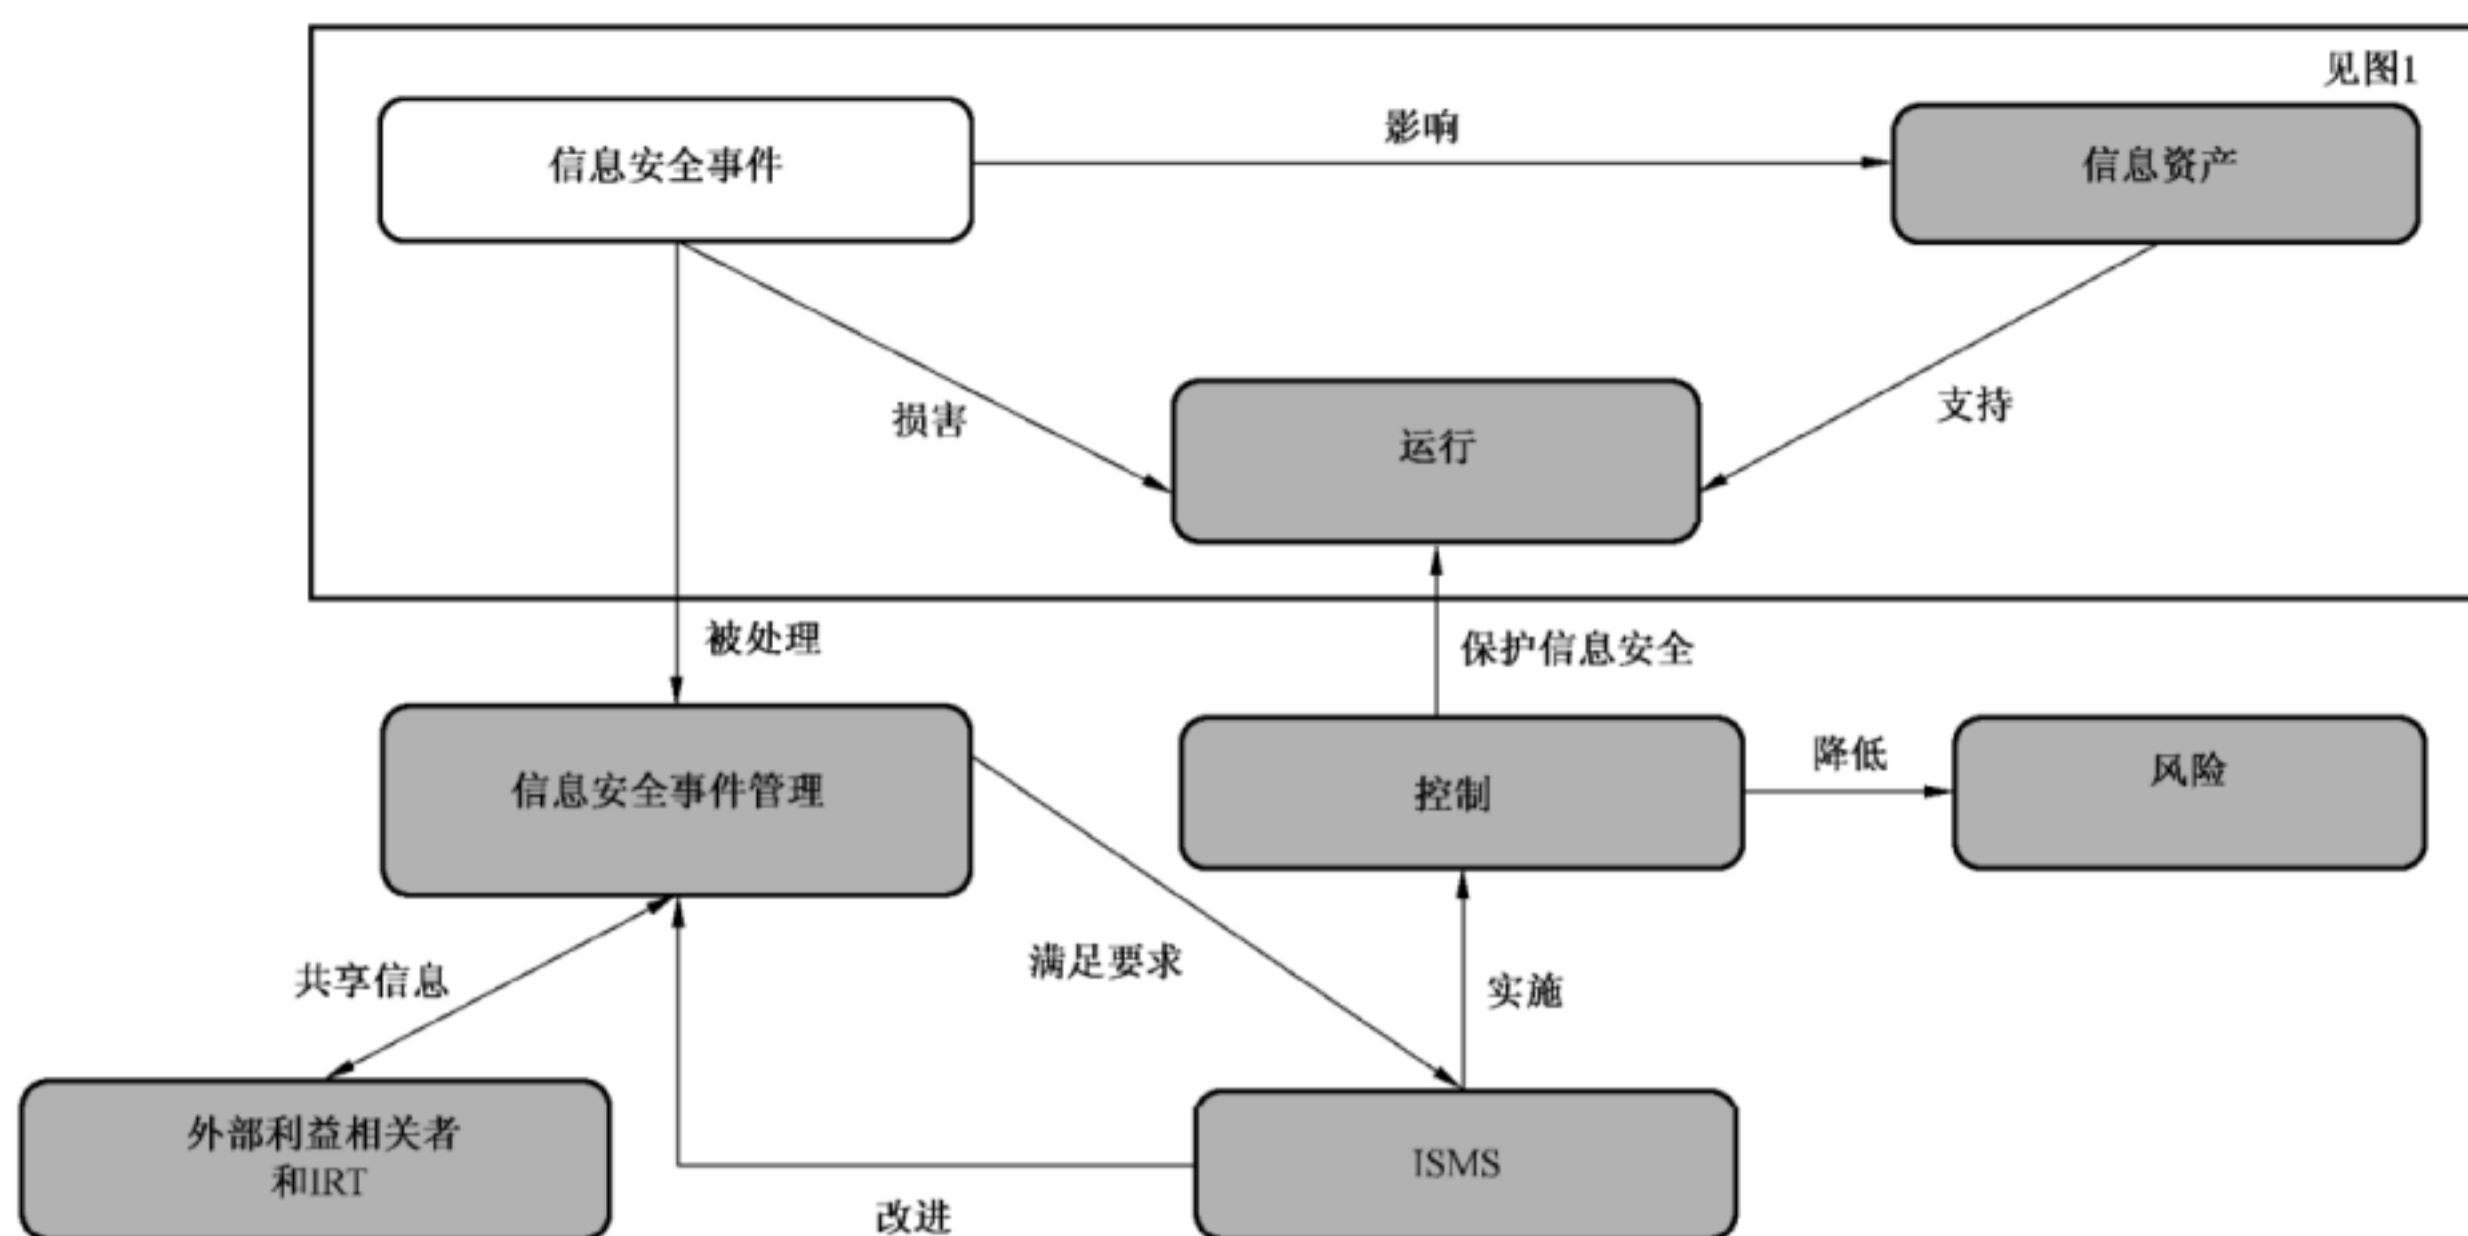 见图1
信息安全事件
影响
信息资产
损害
运行
支持
被处理
保护信息安全
信息安全事件管理
控制
降低
风险
共享信息
满足要求
实施
外部利益相关者
和IRT
ISMS
改进